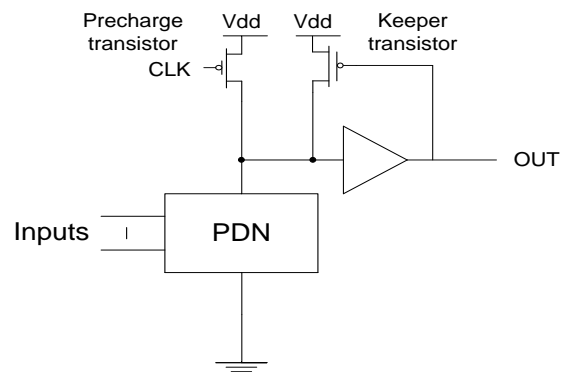 Precharge
transistor
Vdd
Vdd
Keeper
transistor
CLK
OUT
Inputs
PDN